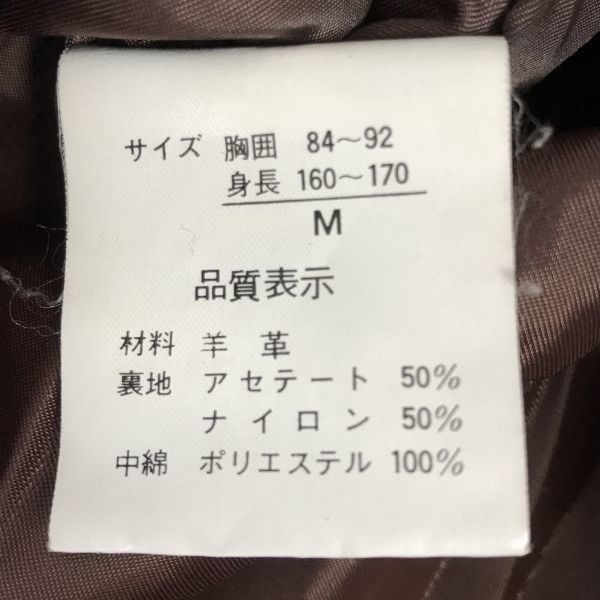 サイズ 胸囲 84～92
身長 160～170
M
品質表示
材料 羊 革
裏地 アセテート 50%
ナイロン 50%
中綿 ポリエステル 100%